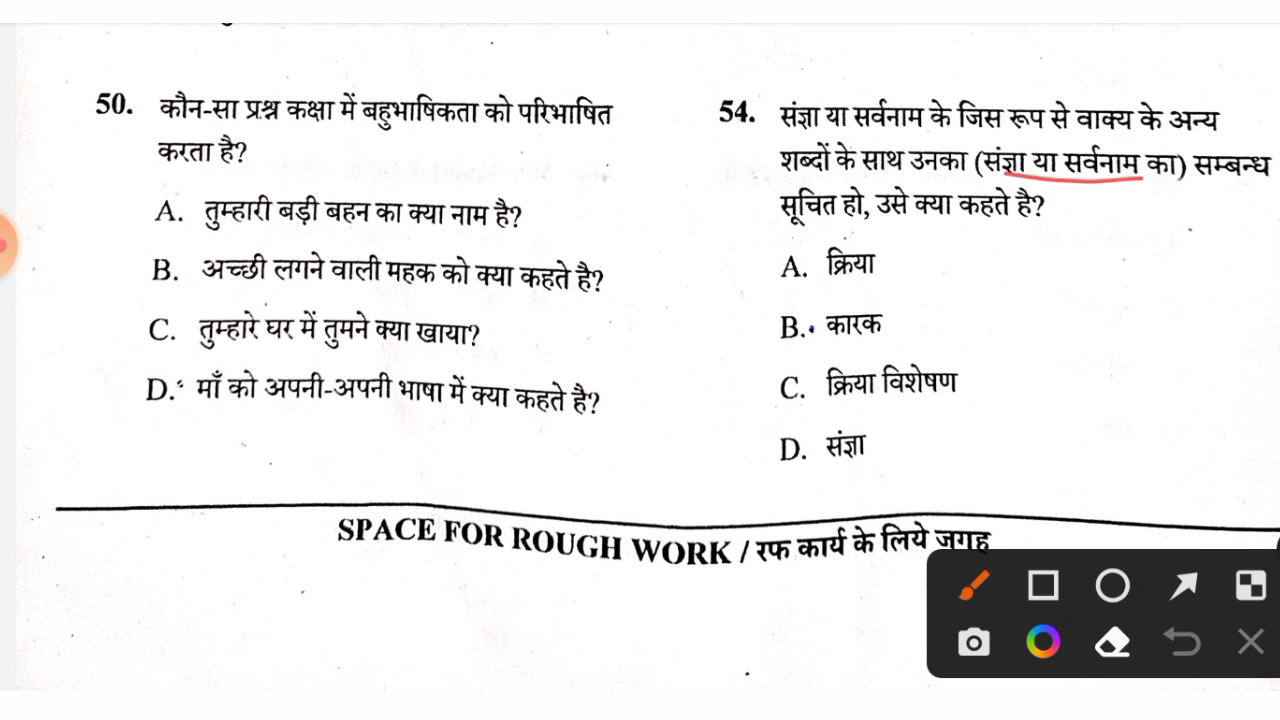 50. कौन-सा प्रश्न कक्षा में बहुभाषिकता को परिभाषित
करता है?
A. तुम्हारी बड़ी बहन का क्या नाम है?
B. अच्छी लगने वाली महक को क्या कहते है?
C. तुम्हारे घर में तुमने क्या खाया?
D. माँ को अपनी-अपनी भाषा में क्या कहते है?
54. संज्ञा या सर्वनाम के जिस रूप से वाक्य के अन्य
शब्दों के साथ उनका (संज्ञा या सर्वनाम का) सम्बन्ध
सूचित हो, उसे क्या कहते है?
A. क्रिया
B. कारक
C. क्रिया विशेषण
D. संज्ञा
SPACE FOR ROUGH WORK / रफ कार्य के लिये जगह